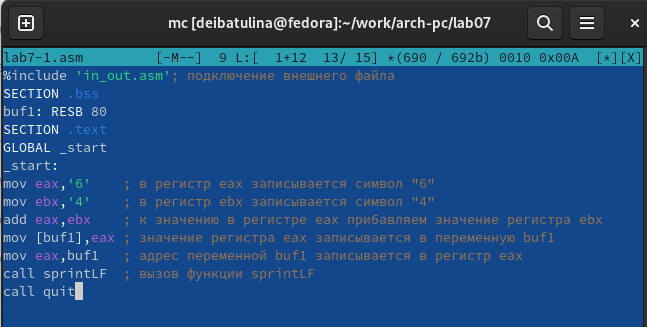 mc [deibatulina@fedora]:~/work/arch-pc/lab07
lab7-1.asm [-M--] 9 L:[ 1+12 13/ 15] *(690 / 692b) 0010 0x00A [*][X]
%include 'in_out.asm'; подключение внешнего файла
SECTION .bss
buf1: RESB 80
SECTION .text
GLOBAL _start
_start:
mov eax,'6' ; в регистр eax записывается символ "6"
mov ebx,'4' ; в регистр ebx записывается символ "4"
add eax,ebx ; к значению в регистре eax прибавляем значение регистра ebx
mov [buf1],eax ; значение регистра eax записывается в переменную buf1
mov eax,buf1 ; адрес переменной buf1 записывается в регистр eax
call sprintLF ; вызов функции sprintLF
call quit